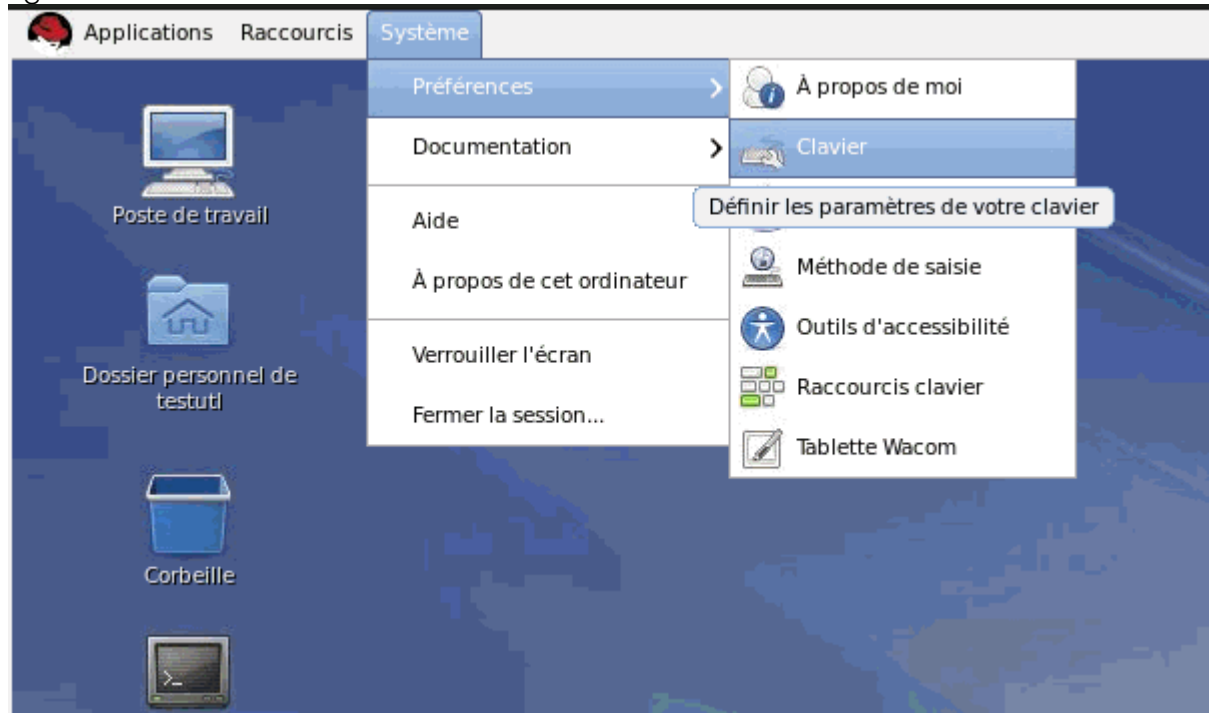 Applications Raccourcis Système
Préférences
À propos de moi
Documentation
Clavier
Définir les paramètres de votre clavier
Poste de travail
Aide
Méthode de saisie
À propos de cet ordinateur
Outils d'accessibilité
Verrouiller l'écran
Raccourcis clavier
Dossier personnel de
testutl
Fermer la session...
Tablette Wacom
Corbeille